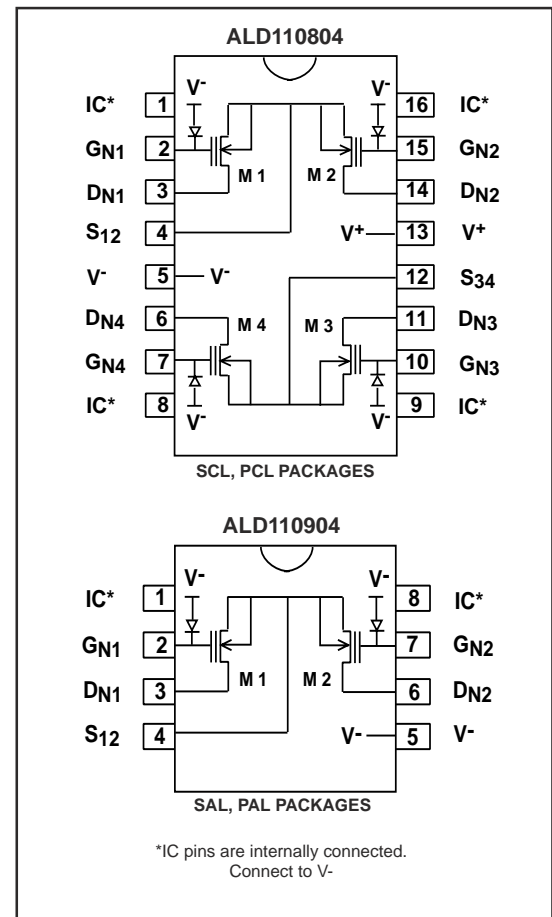 ALD110804
IC* 1 V- V- 16 IC*
GN1 2 15 GN2
DN1 3 M 1 M 2 14 DN2
S12 4 V+ 13 V+
V- 5 V- 12 S34
DN4 6 M 4 M 3 11 DN3
GN4 7 10 GN3
IC* 8 V- V- 9 IC*
SCL, PCL PACKAGES
ALD110904
IC* 1 V- V- 8 IC*
GN1 2 7 GN2
DN1 3 M 1 M 2 6 DN2
S12 4 V- 5 V-
SAL, PAL PACKAGES
*IC pins are internally connected.
Connect to V-